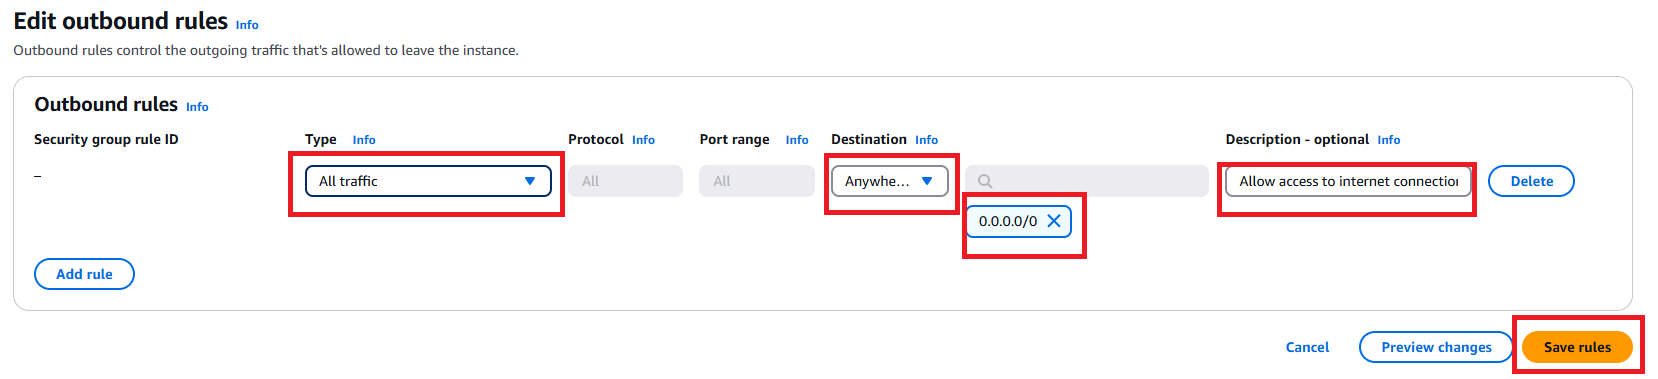 Edit outbound rules Info
Outbound rules control the outgoing traffic that's allowed to leave the instance.
Outbound rules Info
Security group rule ID Type Info Protocol Info Port range Info Destination Info Description - optional Info
– All traffic All All Anywhe... Allow access to internet connection Delete
0.0.0.0/0
Add rule
Cancel Preview changes Save rules